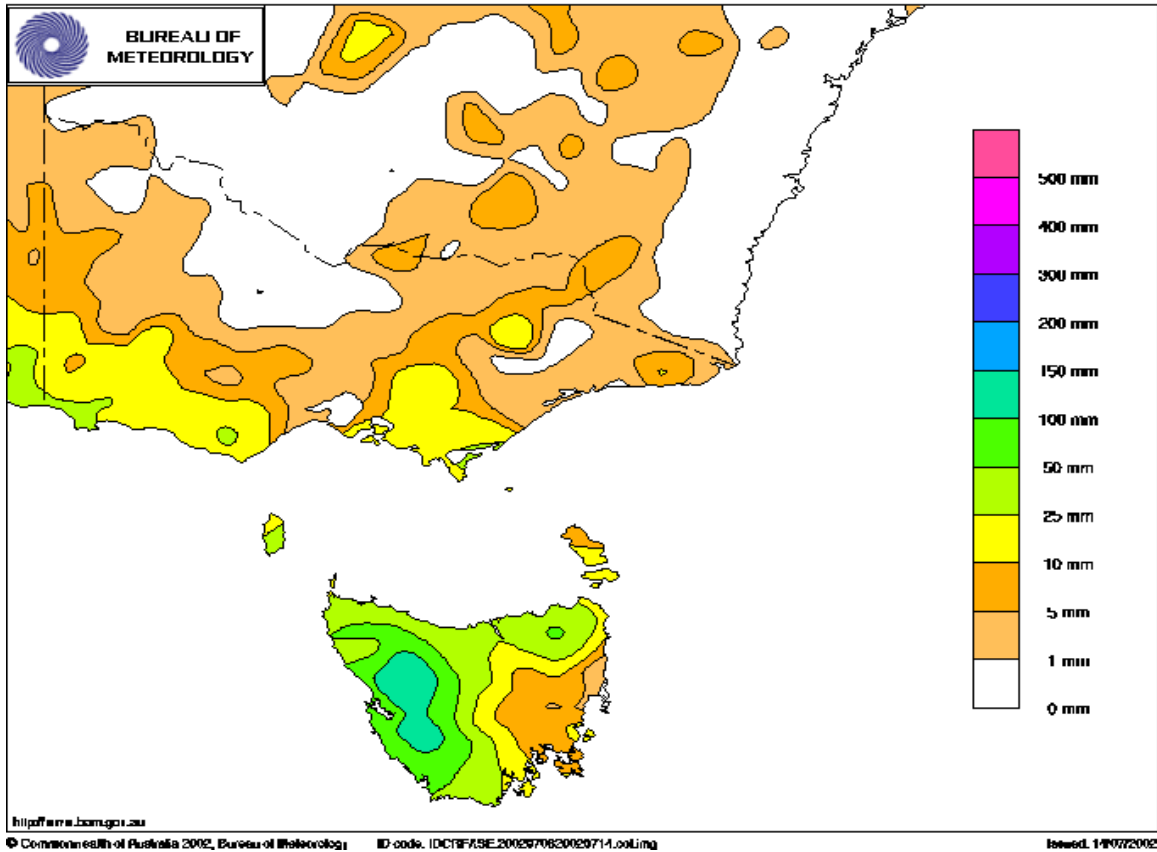 BUREAU OF
METEOROLOGY
500 mm
400 mm
300 mm
200 mm
150 mm
100 mm
50 mm
25 mm
10 mm
5 mm
1 mm
0 mm
© Commonwealth of Australia 2002, Bureau of Meteorology
ID code.
Issued: 14/07/2002